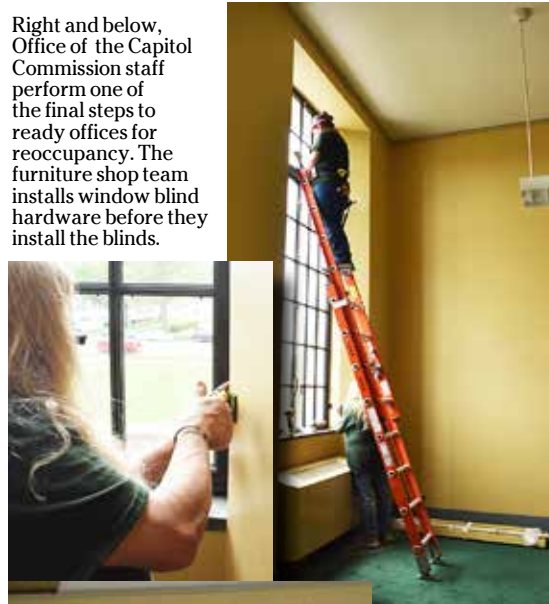 Right and below,
Office of the Capitol
Commission staff
perform one of
the final steps to
ready offices for
reoccupancy. The
furniture shop team
installs window blind
hardware before they
install the blinds.